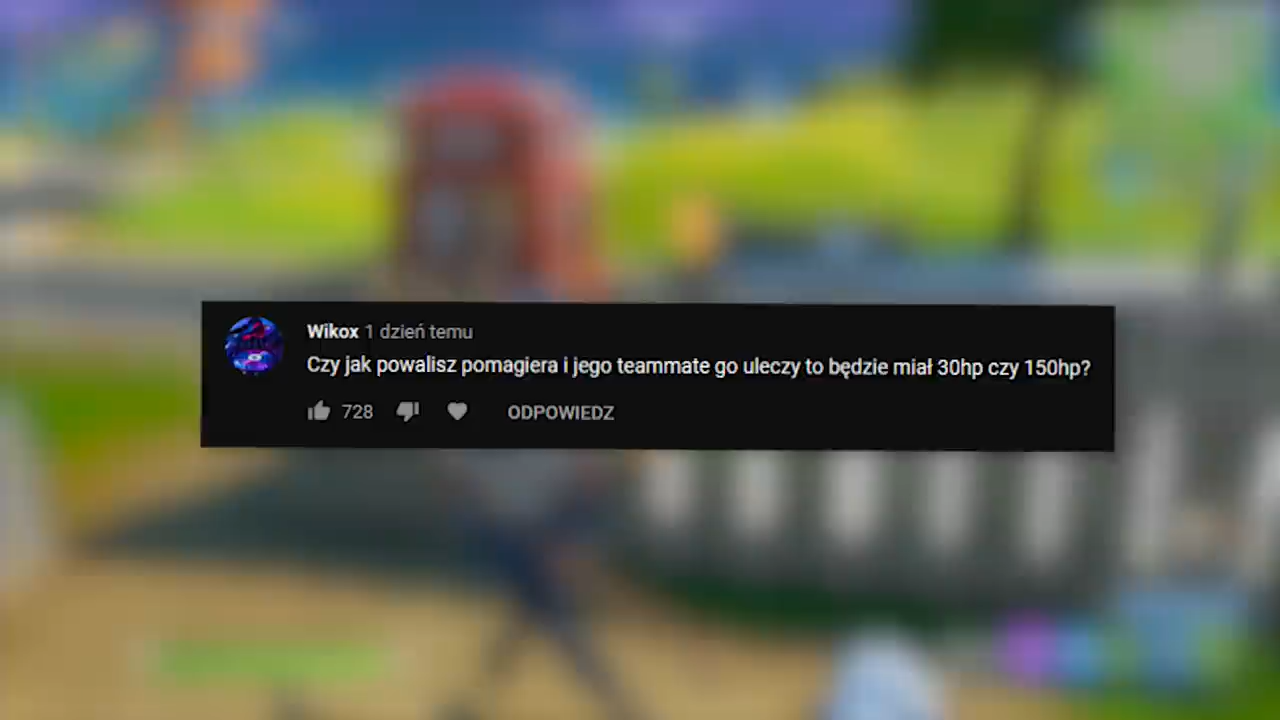 Wikox 1 dzień temu
Czy jak powalisz pomagiera i jego teammate go uleczy to będzie miał 30hp czy 150hp?
728 ODPOWIEDZ